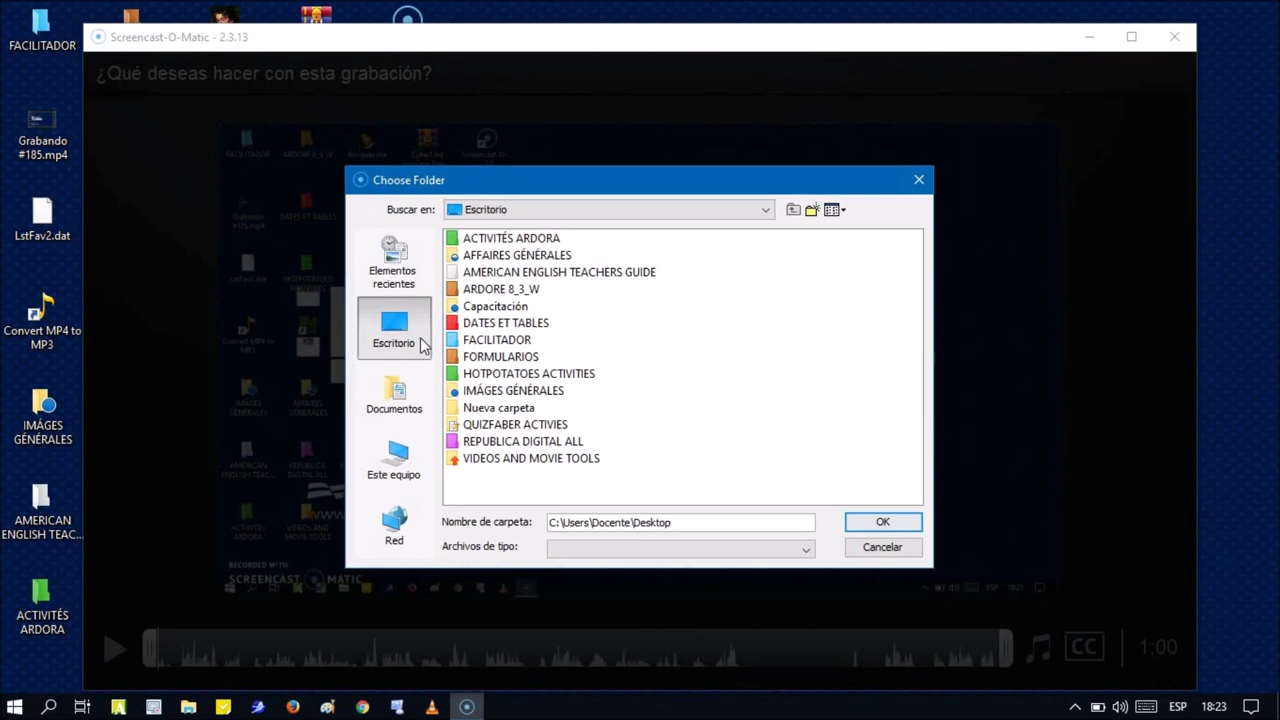 FACILITADOR
Screencast-O-Matic - 2.3.13
¿Qué deseas hacer con esta grabación?
Grabando
#185.mp4
LstFav2.dat
Convert MP4 to
MP3
IMÁGES
GÉNÉRALES
AMERICAN
ENGLISH TEAC...
ACTIVITÉS
ARDORA
Choose Folder
Buscar en:
Escritorio
Elementos
recientes
Escritorio
Documentos
Este equipo
Red
ACTIVITÉS ARDORA
AFFAIRES GÉNÉRALES
AMERICAN ENGLISH TEACHERS GUIDE
ARDORE 8_3_W
Capacitación
DATES ET TABLES
FACILITADOR
FORMULARIOS
HOTPOTATOES ACTIVITIES
IMÁGES GÉNÉRALES
Nueva carpeta
QUIZFABER ACTIVIES
REPUBLICA DIGITAL ALL
VIDEOS AND MOVIE TOOLS
Nombre de carpeta:
C:\Users\Docente\Desktop
OK
Archivos de tipo:
Cancelar
RECORDED WITH
SCREENCAST MATIC
CC
1:00
ESP
18:23